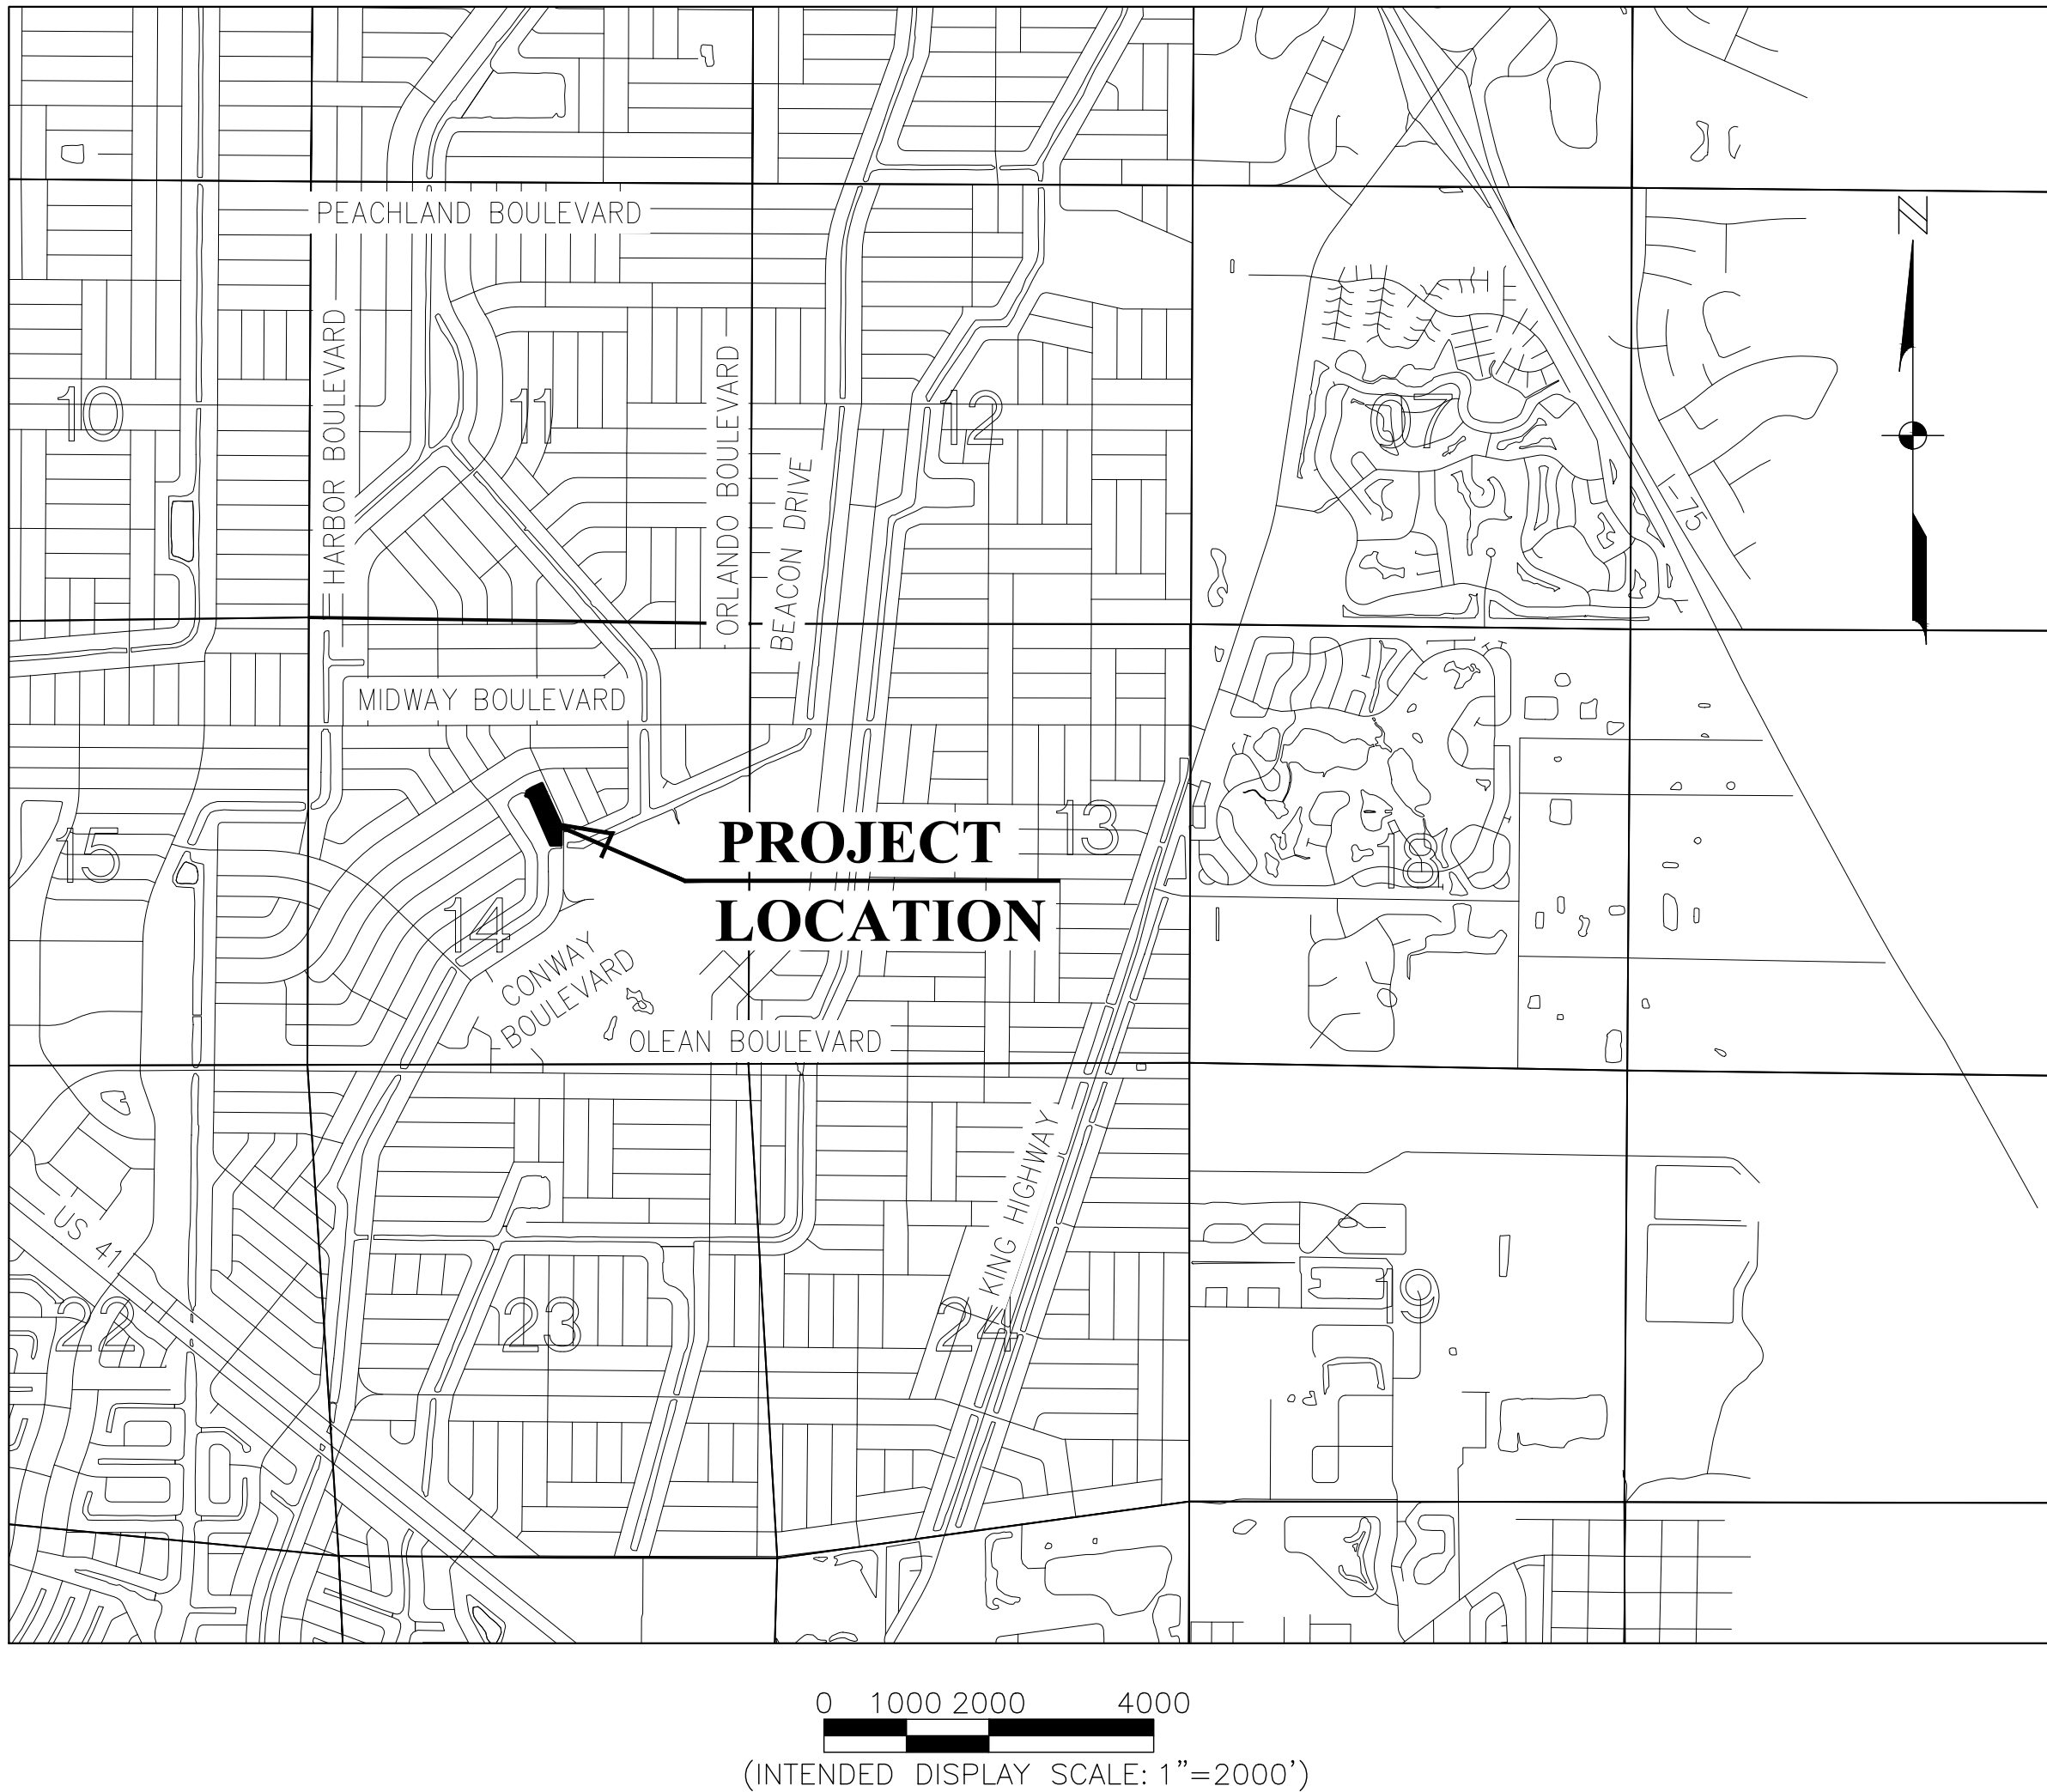 PEACHLAND BOULEVARD
N
HARBOR BOULEVARD
ORLANDO BOULEVARD
BEACON DRIVE
10
11
12
07
I-75
MIDWAY BOULEVARD
15
14
13
18
PROJECT
LOCATION
CONWAY
BOULEVARD
OLEAN BOULEVARD
KING HIGHWAY
US 41
22
23
24
19
0 1000 2000 4000
(INTENDED DISPLAY SCALE: 1"=2000')